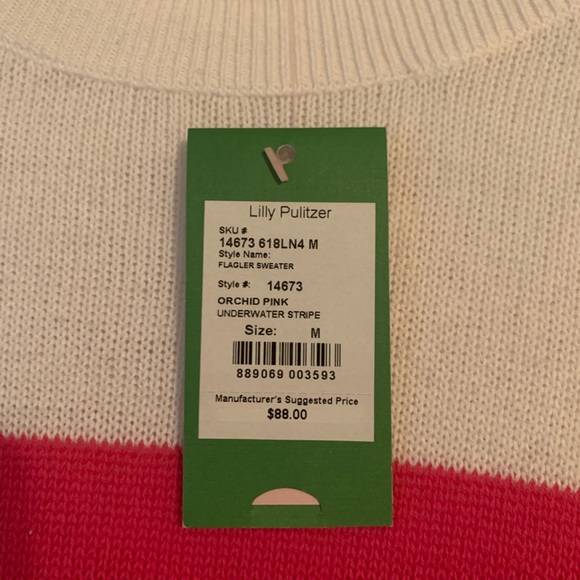 Lilly Pulitzer
SKU #
14673 618LN4 M
Style Name:
FLAGLER SWEATER
Style #: 14673
ORCHID PINK
UNDERWATER STRIPE
Size: M
889069 003593
Manufacturer's Suggested Price
$88.00